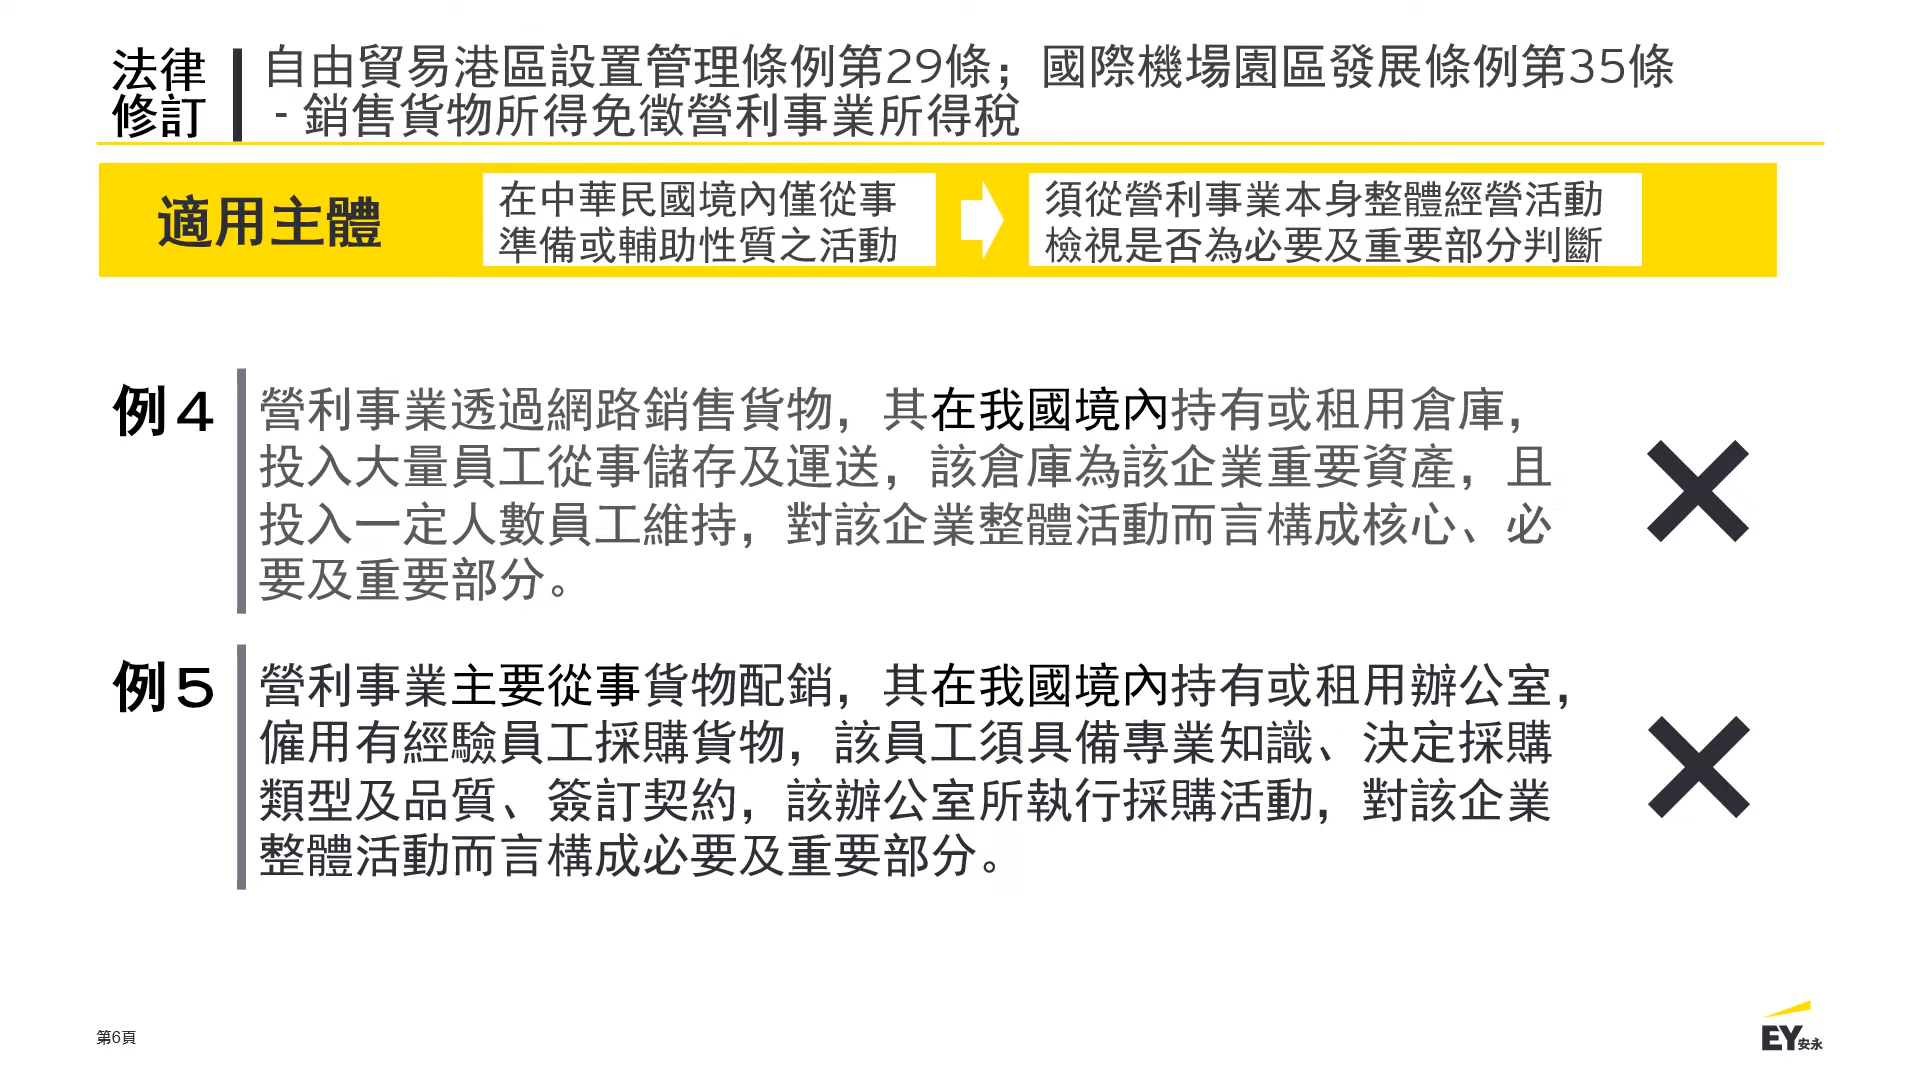 法律
修訂
自由貿易港區設置管理條例第29條；國際機場園區發展條例第35條
- 銷售貨物所得免徵營利事業所得稅
適用主體
在中華民國境內僅從事
準備或輔助性質之活動
須從營利事業本身整體經營活動
檢視是否為必要及重要部分判斷
例4
營利事業透過網路銷售貨物，其在我國境內持有或租用倉庫，
投入大量員工從事儲存及運送，該倉庫為該企業重要資產，且
投入一定人數員工維持，對該企業整體活動而言構成核心、必
要及重要部分。
例5
營利事業主要從事貨物配銷，其在我國境內持有或租用辦公室，
僱用有經驗員工採購貨物，該員工須具備專業知識、決定採購
類型及品質、簽訂契約，該辦公室所執行採購活動，對該企業
整體活動而言構成必要及重要部分。
第6頁
EY安永